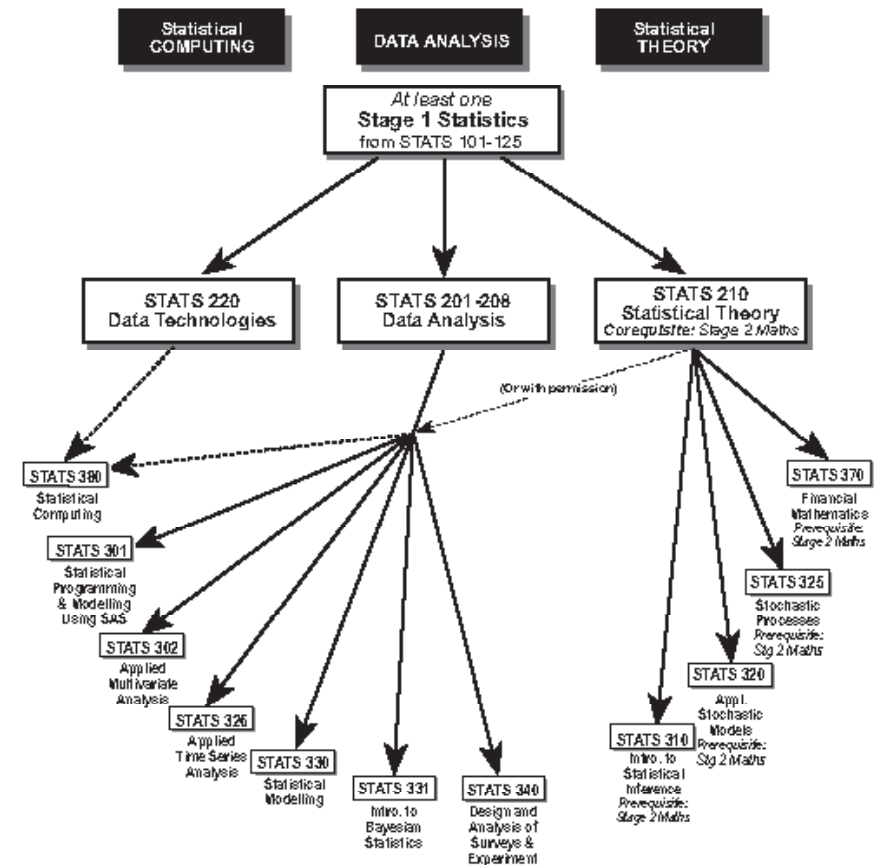 Statistical
COMPUTING
DATA ANALYSIS
Statistical
THEORY
At least one
Stage 1 Statistics
from STATS 101-125
STATS 220
Data Technologies
STATS 201-208
Data Analysis
STATS 210
Statistical Theory
Corequisite: Stage 2 Maths
(Or with permission)
STATS 380
Statistical
Computing
STATS 301
Statistical
Programming
& Modelling
Using SAS
STATS 302
Applied
Multivariate
Analysis
STATS 326
Applied
Time Series
Analysis
STATS 330
Statistical
Modelling
STATS 331
Intro. to
Bayesian
Statistics
STATS 340
Design and
Analysis of
Surveys &
Experiment
STATS 310
Intro. to
Statistical
Inference
Prerequisite:
Stage 2 Maths
STATS 320
Appl.
Stochastic
Models
Prerequisite:
Stg 2 Maths
STATS 325
Stochastic
Processes
Prerequisite:
Stg 2 Maths
STATS 370
Financial
Mathematics
Prerequisite:
Stage 2 Maths